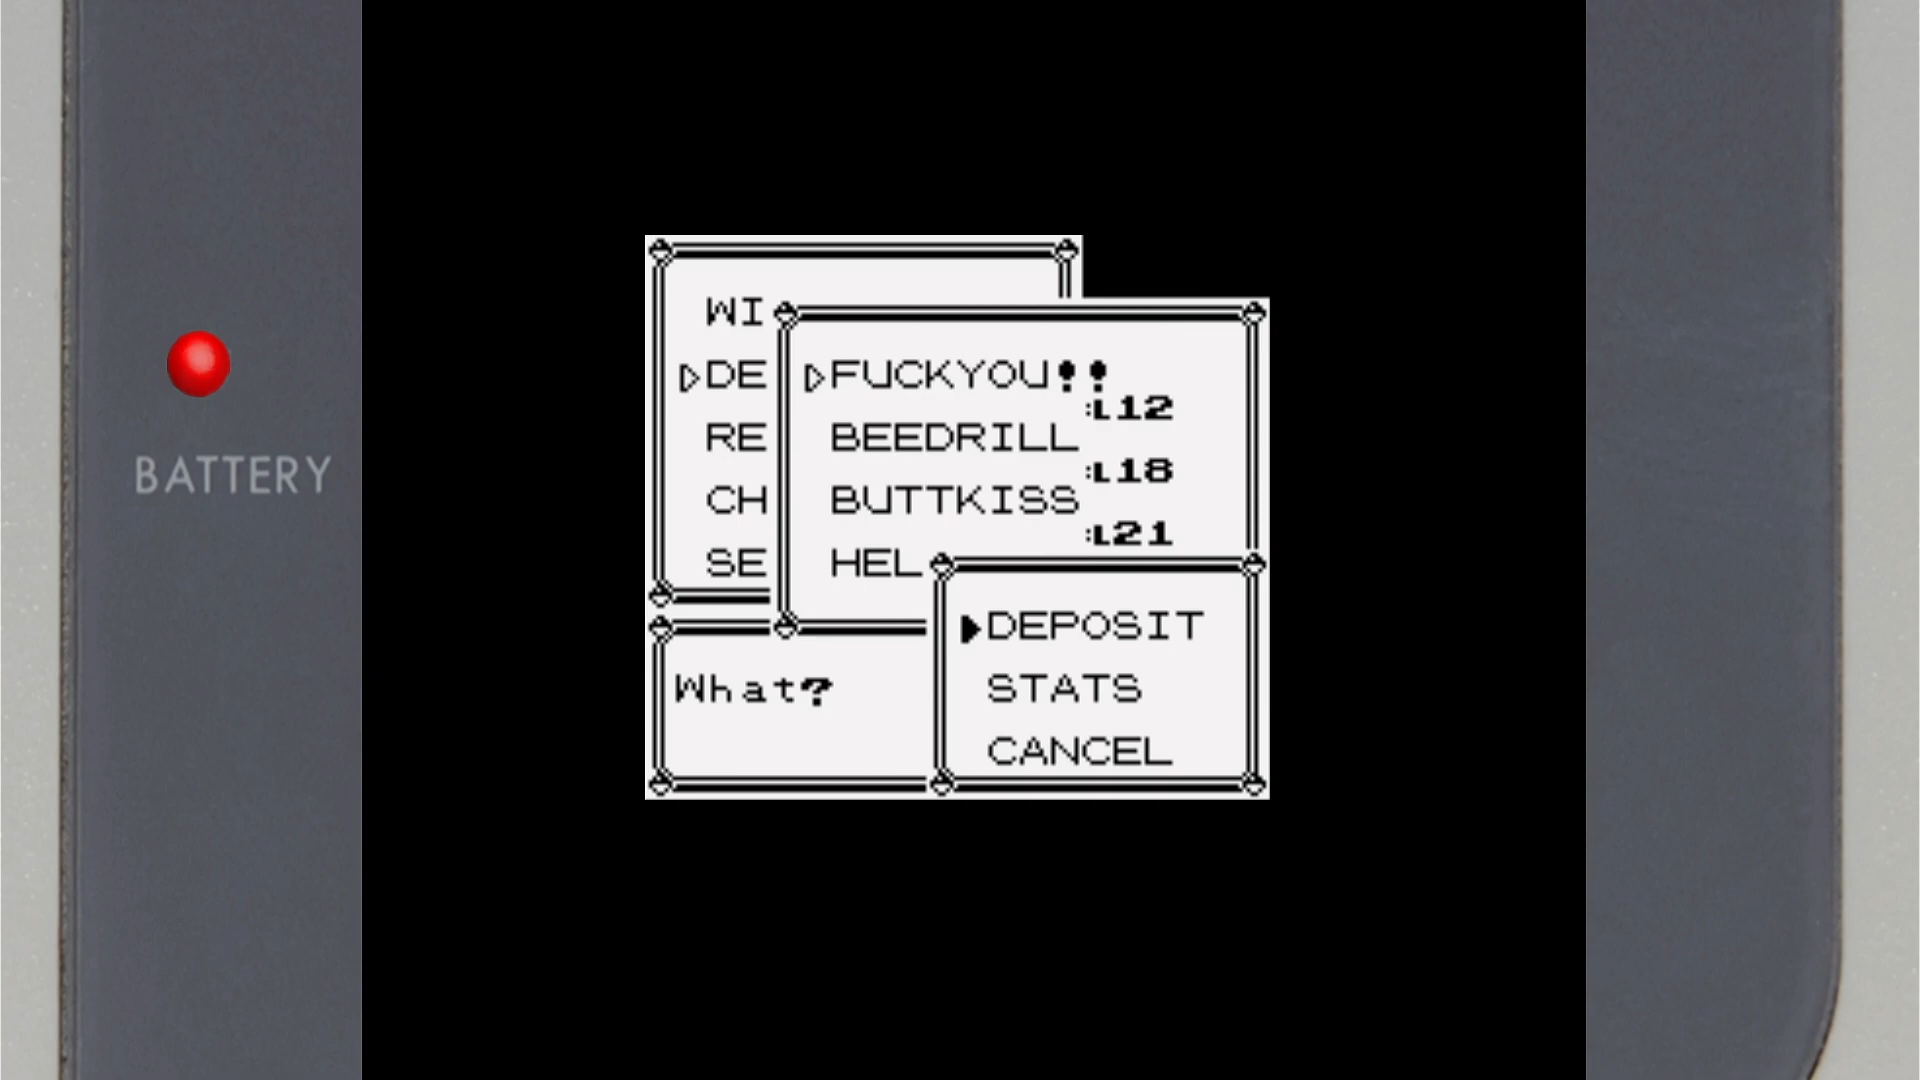 BATTERY
WI
DE
RE
CH
SE
FUCKYOU!!
:L12
BEEDRILL
:L18
BUTTKISS
:L21
HEL
What?
DEPOSIT
STATS
CANCEL